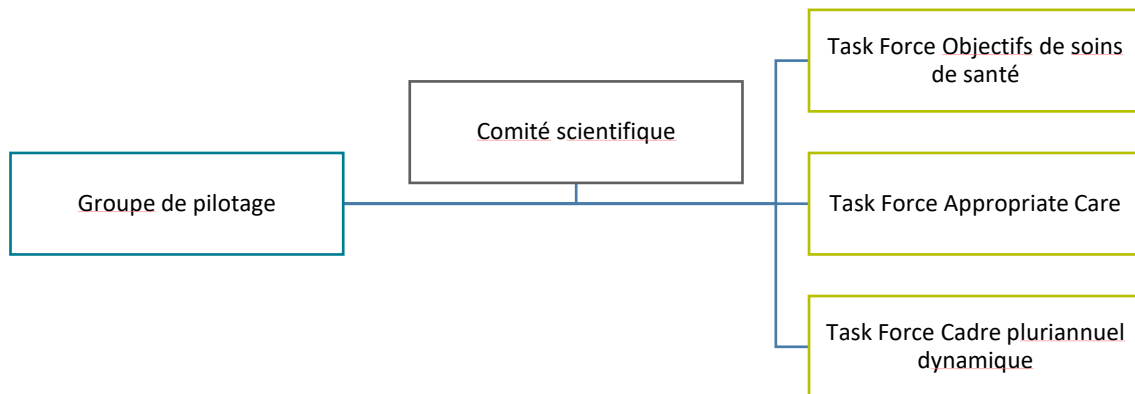 Groupe de pilotage
Comité scientifique
Task Force Objectifs de soins
de santé
Task Force Appropriate Care
Task Force Cadre pluriannuel
dynamique